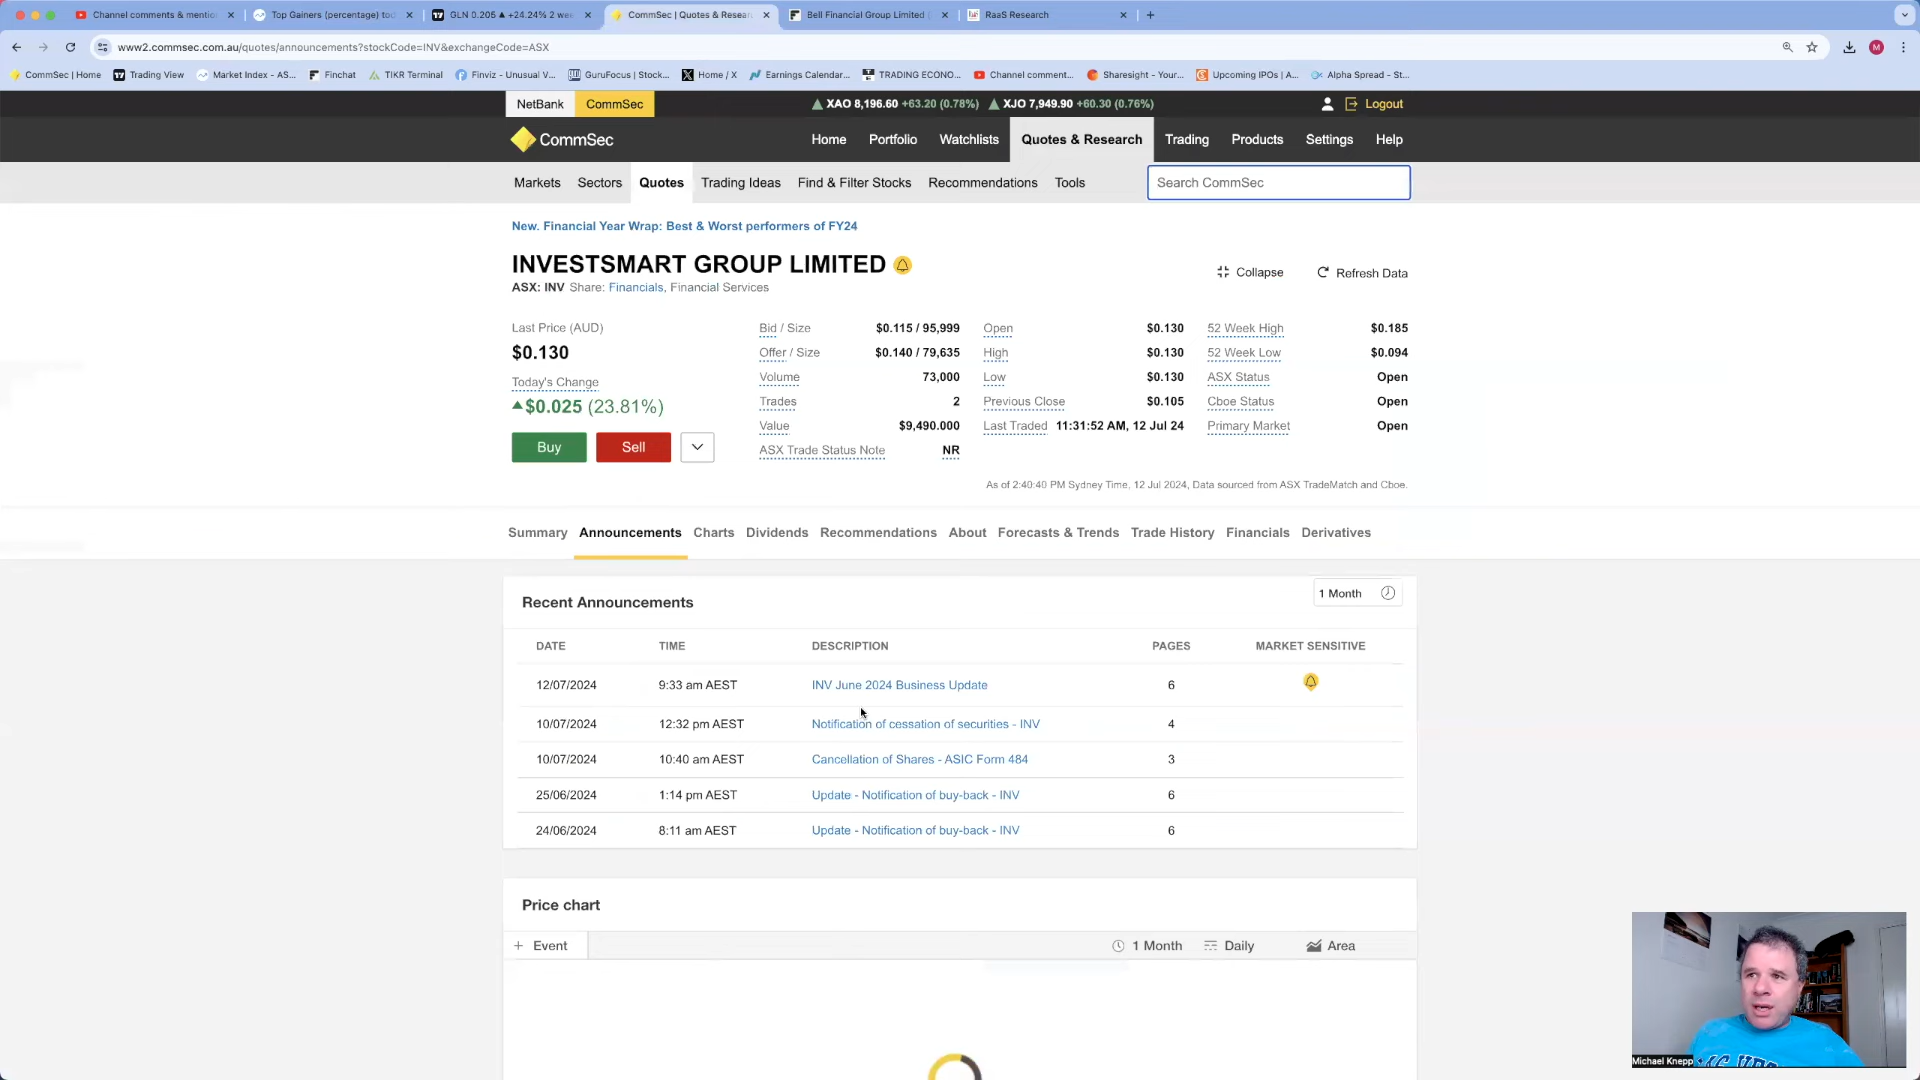 Channel comments & mentio
Top Gainers (percentage) to
GLN 0.205 ▲ +24.24% 2 we
CommSec | Quotes & Resear
Bell Financial Group Limited
RaaS Research
www2.commsec.com.au/quotes/announcements?stockCode=INV&exchangeCode=ASX
M
CommSec | Home
Trading View
Market Index - AS...
Finchat
TIKR Terminal
Finviz - Unusual V...
GuruFocus | Stock...
Home / X
Earnings Calendar...
TRADING ECONO...
Channel comment...
Sharesight - Your...
Upcoming IPOs | A...
Alpha Spread - St...
NetBank
CommSec
XAO 8,196.60 +63.20 (0.78%)
XJO 7,949.90 +60.30 (0.76%)
Logout
CommSec
Home
Portfolio
Watchlists
Quotes & Research
Trading
Products
Settings
Help
Markets
Sectors
Quotes
Trading Ideas
Find & Filter Stocks
Recommendations
Tools
Search CommSec
New. Financial Year Wrap: Best & Worst performers of FY24
INVESTSMART GROUP LIMITED
Collapse
Refresh Data
ASX: INV Share: Financials, Financial Services
Last Price (AUD)
$0.130
Today's Change
$0.025 (23.81%)
Buy
Sell
Bid / Size $0.115 / 95,999
Offer / Size $0.140 / 79,635
Volume 73,000
Trades 2
Value $9,490.000
ASX Trade Status Note NR
Open $0.130
High $0.130
Low $0.130
Previous Close $0.105
Last Traded 11:31:52 AM, 12 Jul 24
52 Week High $0.185
52 Week Low $0.094
ASX Status Open
Cboe Status Open
Primary Market Open
As of 2:40:40 PM Sydney Time, 12 Jul 2024, Data sourced from ASX TradeMatch and Cboe.
Summary
Announcements
Charts
Dividends
Recommendations
About
Forecasts & Trends
Trade History
Financials
Derivatives
Recent Announcements
1 Month
DATE TIME DESCRIPTION PAGES MARKET SENSITIVE
12/07/2024 9:33 am AEST INV June 2024 Business Update 6
10/07/2024 12:32 pm AEST Notification of cessation of securities - INV 4
10/07/2024 10:40 am AEST Cancellation of Shares - ASIC Form 484 3
25/06/2024 1:14 pm AEST Update - Notification of buy-back - INV 6
24/06/2024 8:11 am AEST Update - Notification of buy-back - INV 6
Price chart
+ Event
1 Month
Daily
Area
Michael Knepp